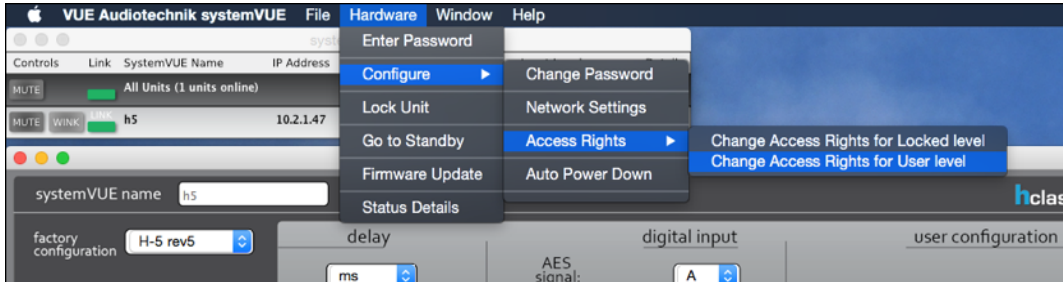 VUE Audiotechnik systemVUE File Hardware Window Help
Enter Password
Controls Link SystemVUE Name IP Address
Configure Change Password
MUTE All Units (1 units online)
Lock Unit Network Settings
MUTE WINK LINK h5 10.2.1.47
Go to Standby Access Rights Change Access Rights for Locked level
Change Access Rights for User level
Firmware Update Auto Power Down
systemVUE name h5 hclas
Status Details
factory configuration H-5 rev5 delay digital input user configuration
ms AES signal: A